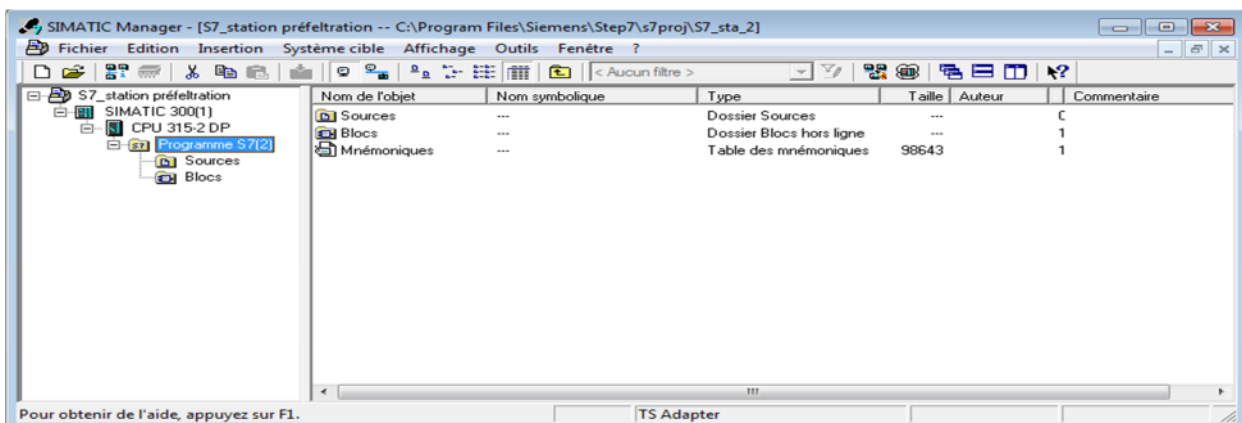 SIMATIC Manager - [S7_station préfeltration -- C:\Program Files\Siemens\Step7\s7proj\S7_sta_2]
Fichier Edition Insertion Système cible Affichage Outils Fenêtre ?
< Aucun filtre >
S7_station préfeltration
SIMATIC 300(1)
CPU 315-2 DP
Programme S7(2)
Sources
Blocs
Nom de l'objet Nom symbolique Type Taille Auteur Commentaire
Sources --- Dossier Sources ---
Blocs --- Dossier Blocs hors ligne --- 1
Mnémoniques --- Table des mnémoniques 98643 1
Pour obtenir de l'aide, appuyez sur F1. TS Adapter